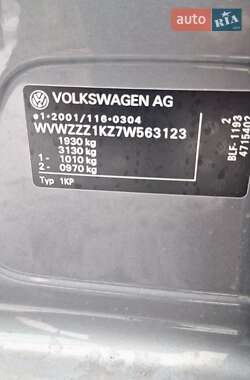 AUTO
RIA
VOLKSWAGEN AG
e1*2001/116*0304
WVWZZZ1KZ7W563123
1930 kg
3130 kg
1 - 1010 kg
2 - 0970 kg
Typ 1KP
2
BLF- 1193
4715402